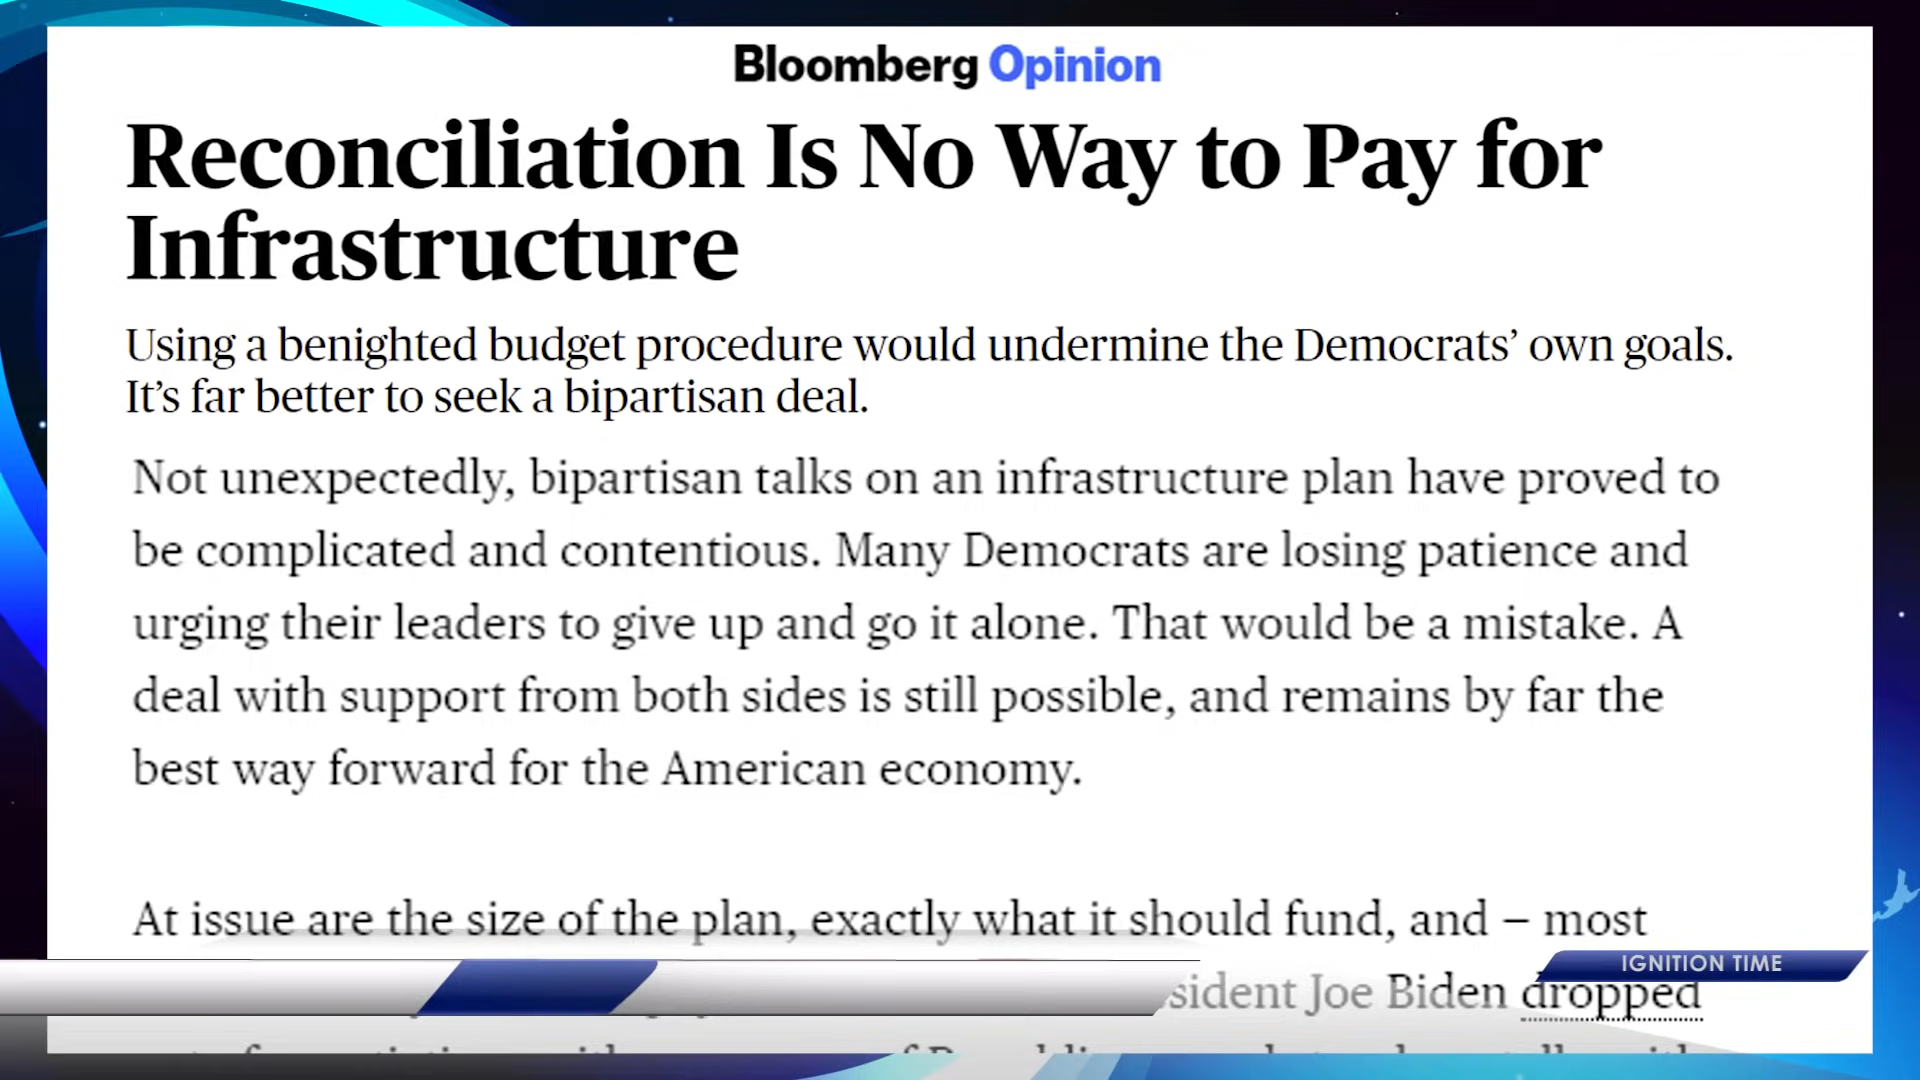 Bloomberg Opinion
Reconciliation Is No Way to Pay for
Infrastructure
Using a benighted budget procedure would undermine the Democrats’ own goals.
It’s far better to seek a bipartisan deal.
Not unexpectedly, bipartisan talks on an infrastructure plan have proved to
be complicated and contentious. Many Democrats are losing patience and
urging their leaders to give up and go it alone. That would be a mistake. A
deal with support from both sides is still possible, and remains by far the
best way forward for the American economy.
At issue are the size of the plan, exactly what it should fund, and – most
IGNITION TIME
Joe Biden dropped